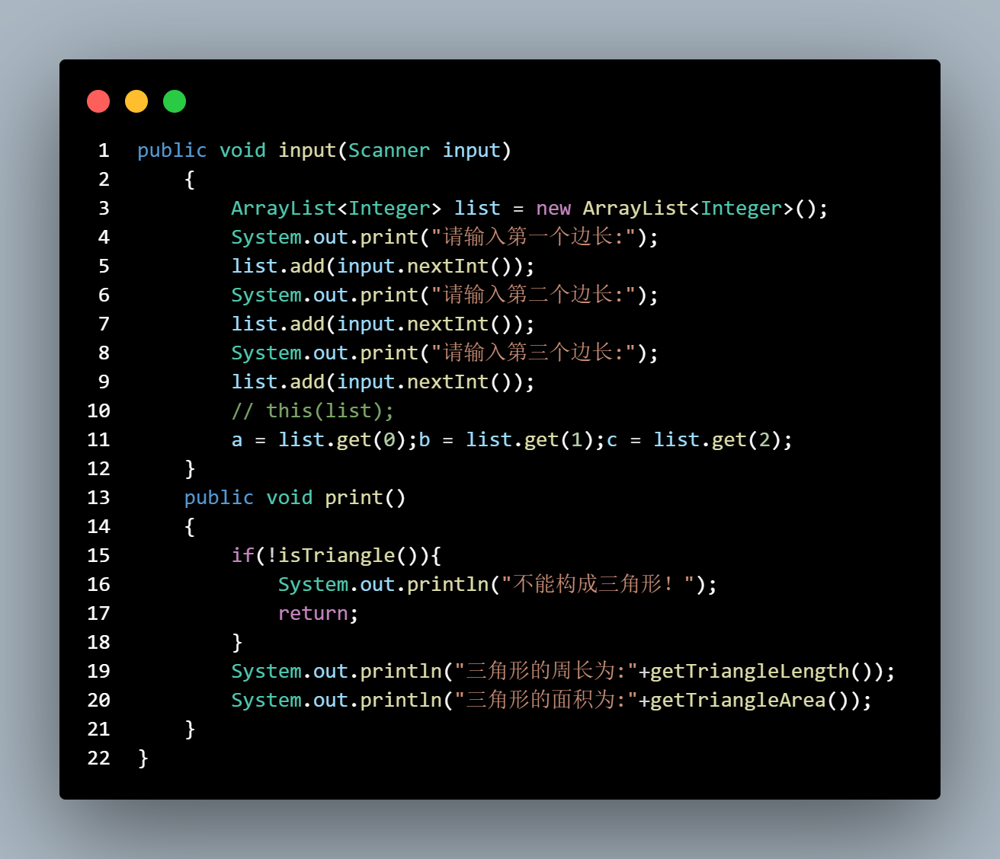 1 public void input(Scanner input)
2     {
3         ArrayList<Integer> list = new ArrayList<Integer>();
4         System.out.print("请输入第一个边长:");
5         list.add(input.nextInt());
6         System.out.print("请输入第二个边长:");
7         list.add(input.nextInt());
8         System.out.print("请输入第三个边长:");
9         list.add(input.nextInt());
10         // this(list);
11         a = list.get(0);b = list.get(1);c = list.get(2);
12     }
13     public void print()
14     {
15         if(!isTriangle()){
16             System.out.println("不能构成三角形！");
17             return;
18         }
19         System.out.println("三角形的周长为:"+getTriangleLength());
20         System.out.println("三角形的面积为:"+getTriangleArea());
21     }
22 }